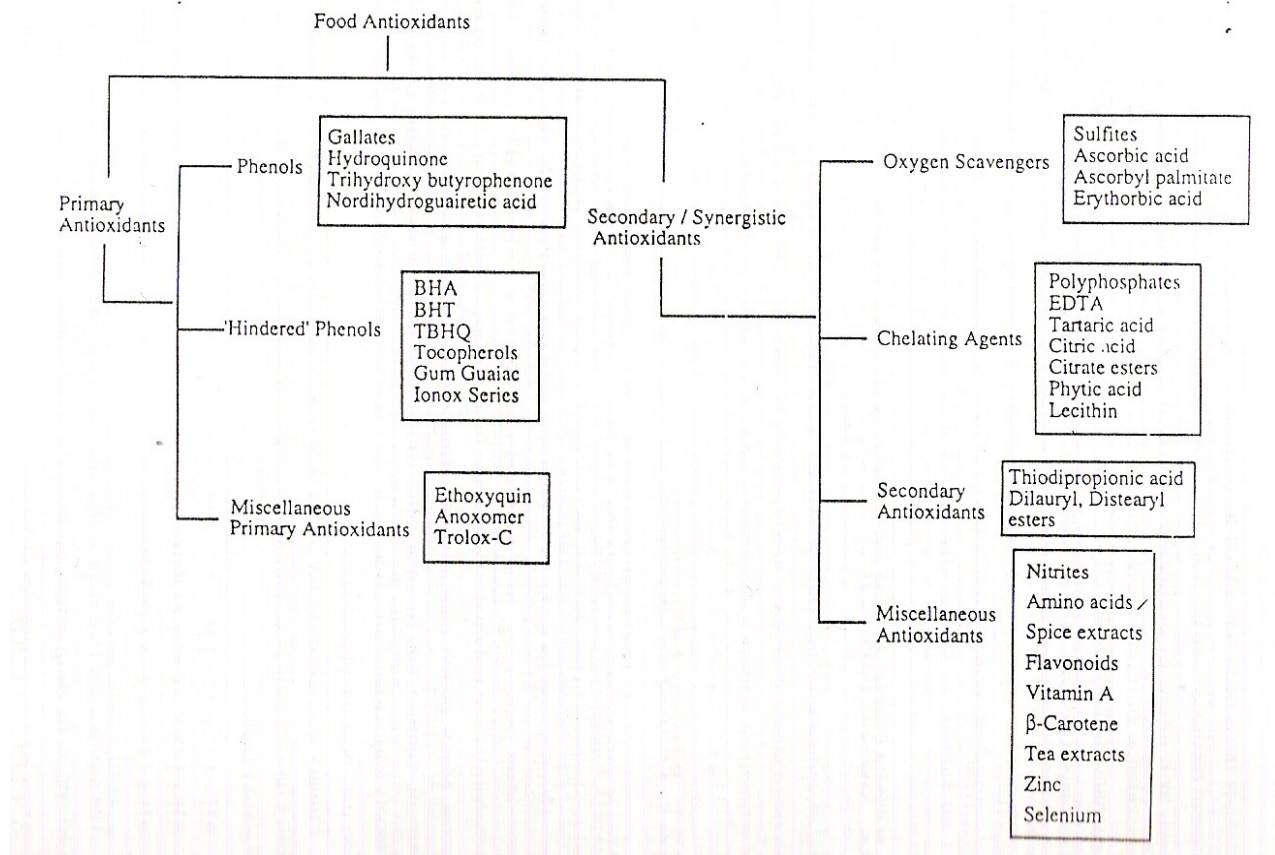 Food Antioxidants
Primary
Antioxidants
Phenols
Gallates
Hydroquinone
Trihydroxy butyrophenone
Nordihydroguairetic acid
'Hindered' Phenols
BHA
BHT
TBHQ
Tocopherols
Gum Guaiac
Ionox Series
Miscellaneous
Primary Antioxidants
Ethoxyquin
Anoxomer
Trolox-C
Secondary / Synergistic
Antioxidants
Oxygen Scavengers
Sulfites
Ascorbic acid
Ascorbyl palmitate
Erythorbic acid
Chelating Agents
Polyphosphates
EDTA
Tartaric acid
Citric acid
Citrate esters
Phytic acid
Lecithin
Secondary
Antioxidants
Thiodipropionic acid
Dilauryl, Distearyl
esters
Miscellaneous
Antioxidants
Nitrites
Amino acids
Spice extracts
Flavonoids
Vitamin A
β-Carotene
Tea extracts
Zinc
Selenium